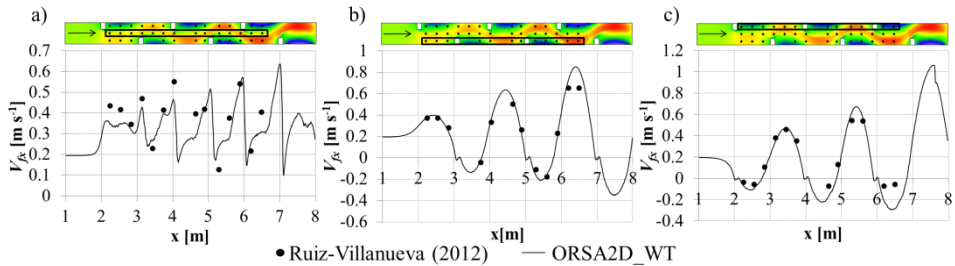 a)
b)
c)
0.7
0.6
0.5
0.4
0.3
0.2
0.1
0
V_fx [m s⁻¹]
1 2 3 4 5 6 7 8
x [m]
1
0.8
0.6
0.4
0.2
0
-0.2
-0.4
-0.6
V_fx [m s⁻¹]
1 2 3 4 5 6 7 8
x[m]
1.2
1
0.8
0.6
0.4
0.2
0
-0.2
-0.4
V_fx [m s⁻¹]
1 2 3 4 5 6 7 8
x [m]
Ruiz-Villanueva (2012)
ORSA2D_WT